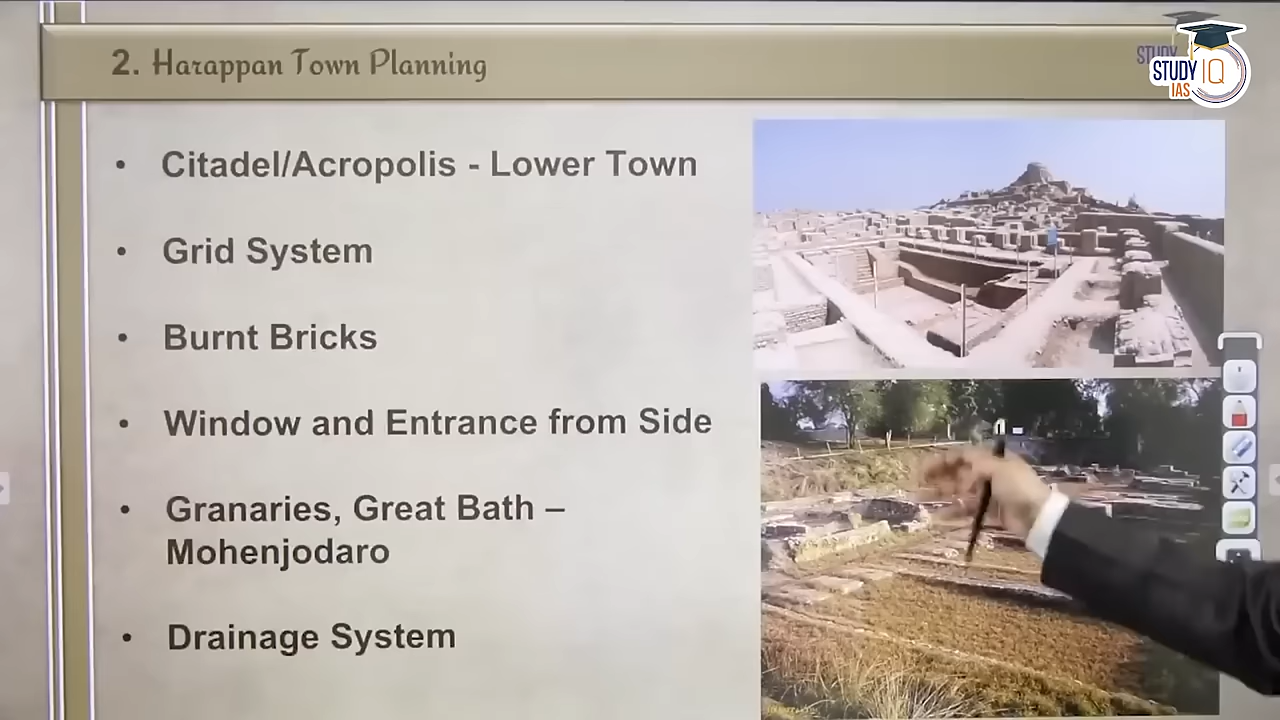 2. Harappan Town Planning
STUDY
STUDY IQ
IAS
• Citadel/Acropolis - Lower Town
• Grid System
• Burnt Bricks
• Window and Entrance from Side
• Granaries, Great Bath –
Mohenjodaro
• Drainage System